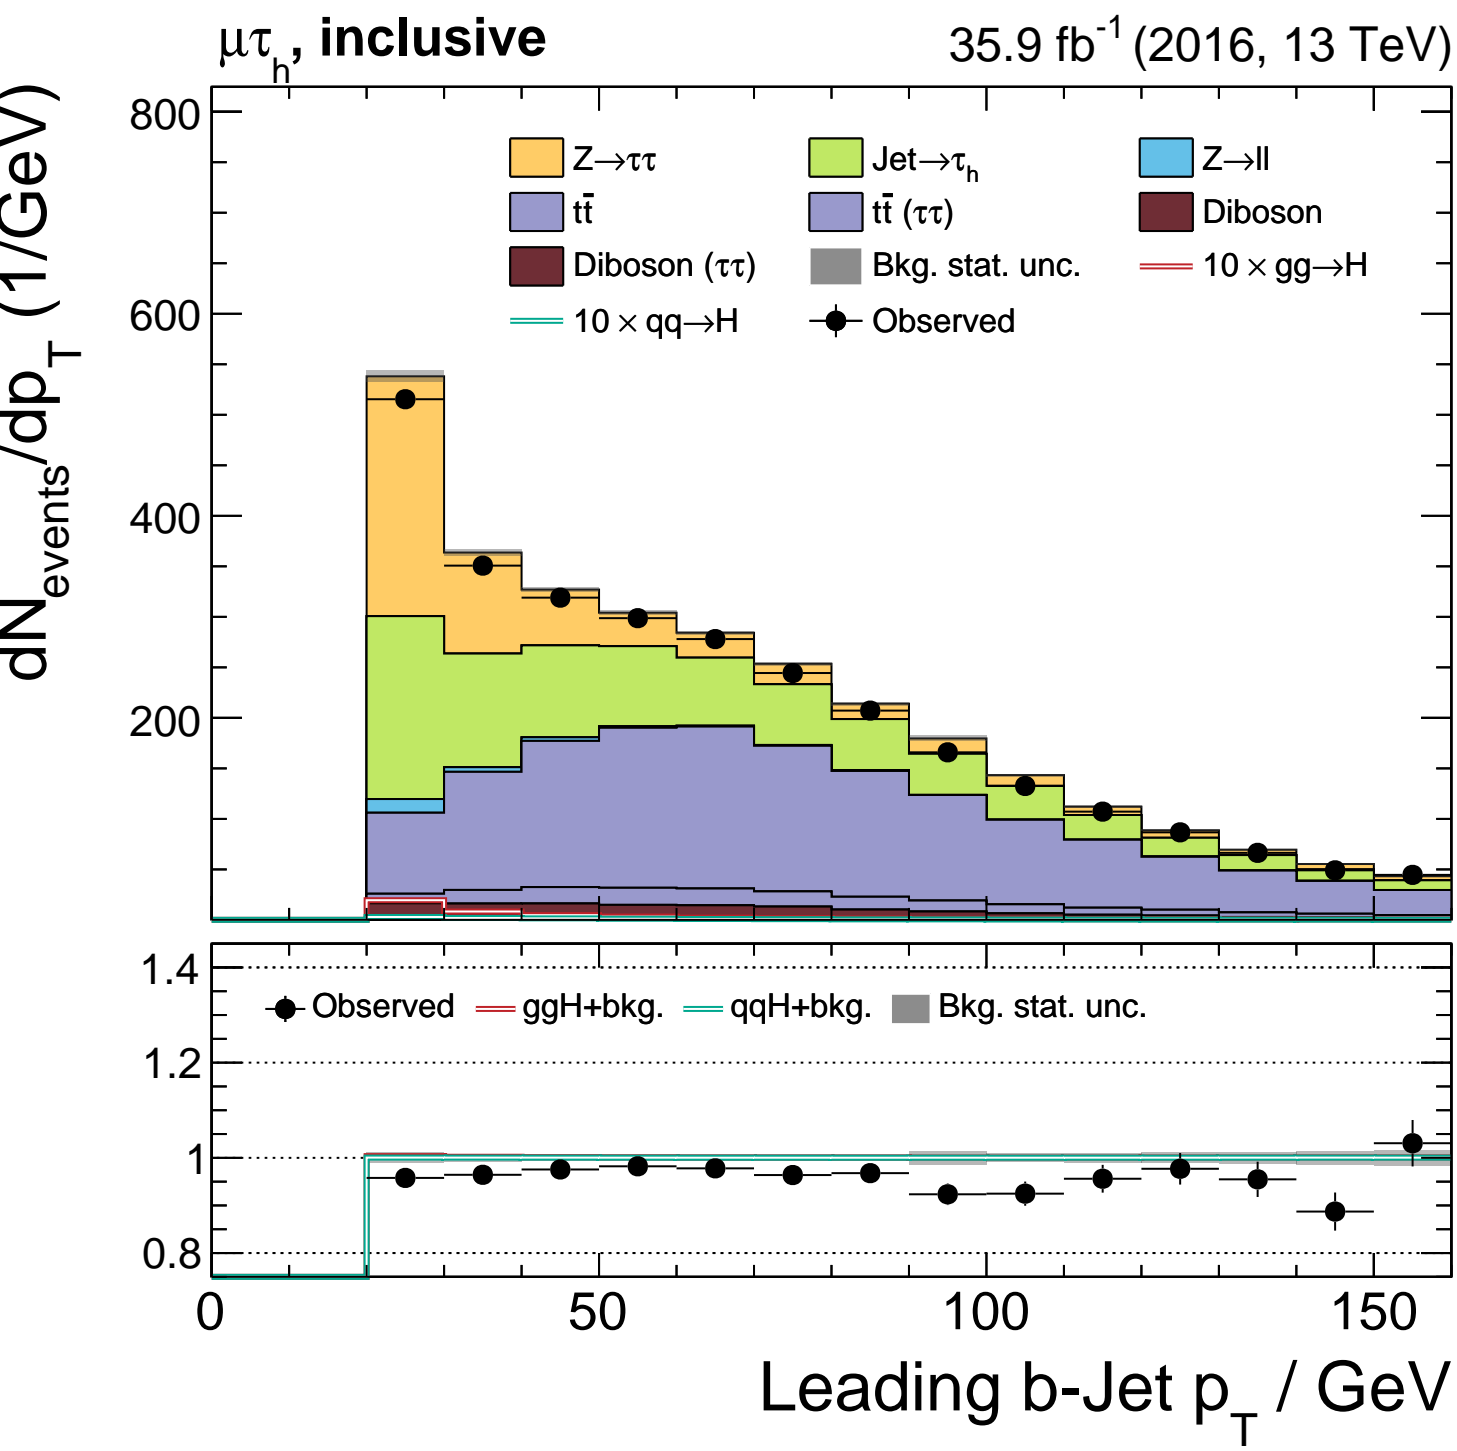 μτh, inclusive 35.9 fb-1 (2016, 13 TeV)
dNevents/dpT (1/GeV)
800
600
400
200
Z→ττ Jet→τh Z→ll
tt̄ tt̄ (ττ) Diboson
Diboson (ττ) Bkg. stat. unc. 10 × gg→H
10 × qq→H Observed
1.4
1.2
1
0.8
Observed ggH+bkg. qqH+bkg. Bkg. stat. unc.
0 50 100 150
Leading b-Jet pT / GeV